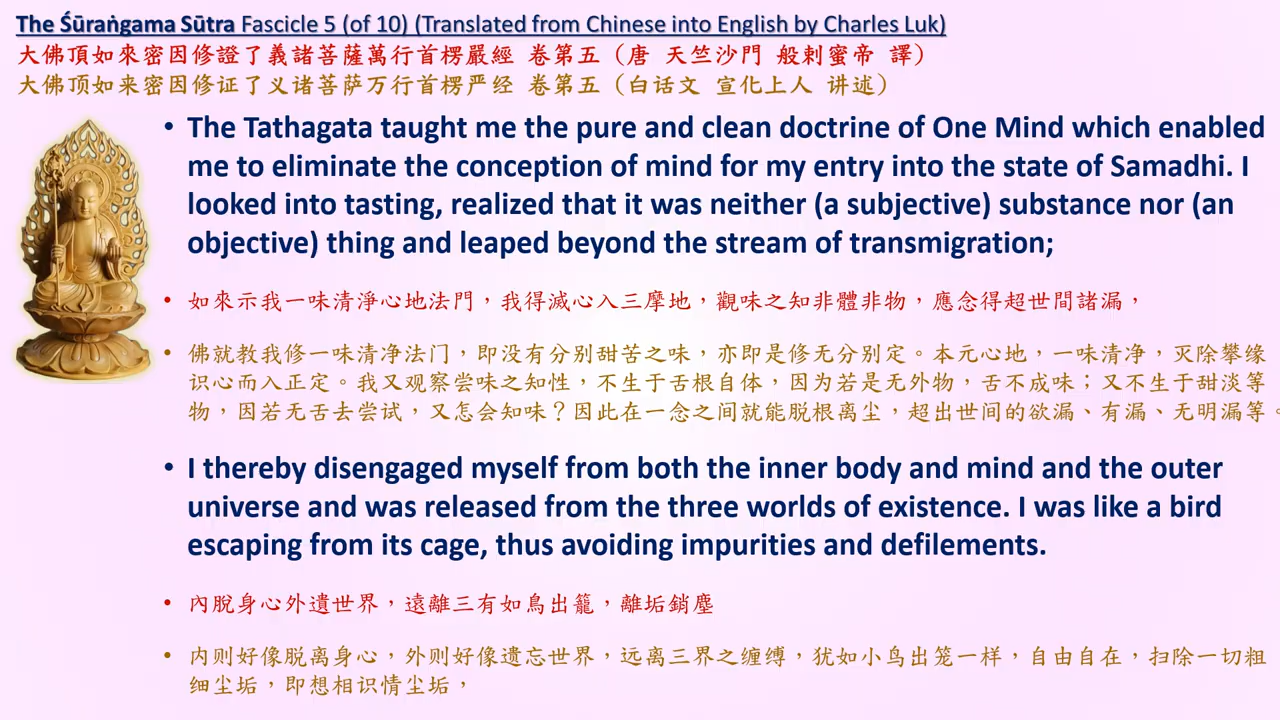 The Śūraṅgama Sūtra Fascicle 5 (of 10) (Translated from Chinese into English by Charles Luk)
大佛頂如來密因修證了義諸菩薩萬行首楞嚴經 卷第五（唐 天竺沙門 般剌蜜帝 譯）
大佛顶如来密因修证了义诸菩萨万行首楞严经 卷第五（白话文 宣化上人 讲述）
• The Tathagata taught me the pure and clean doctrine of One Mind which enabled
me to eliminate the conception of mind for my entry into the state of Samadhi. I
looked into tasting, realized that it was neither (a subjective) substance nor (an
objective) thing and leaped beyond the stream of transmigration;
• 如來示我一味清淨心地法門，我得滅心入三摩地，觀味之知非體非物，應念得超世間諸漏，
• 佛就教我修一味清净法门，即没有分别甜苦之味，亦即是修无分别定。本元心地，一味清净，灭除攀缘
识心而入正定。我又观察尝味之知性，不生于舌根自体，因为若是无外物，舌不成味；又不生于甜淡等
物，因若无舌去尝试，又怎会知味？因此在一念之间就能脱根离尘，超出世间的欲漏、有漏、无明漏等。
• I thereby disengaged myself from both the inner body and mind and the outer
universe and was released from the three worlds of existence. I was like a bird
escaping from its cage, thus avoiding impurities and defilements.
• 內脫身心外遺世界，遠離三有如鳥出籠，離垢銷塵
• 内则好像脱离身心，外则好像遗忘世界，远离三界之缠缚，犹如小鸟出笼一样，自由自在，扫除一切粗
细尘垢，即想相识情尘垢，